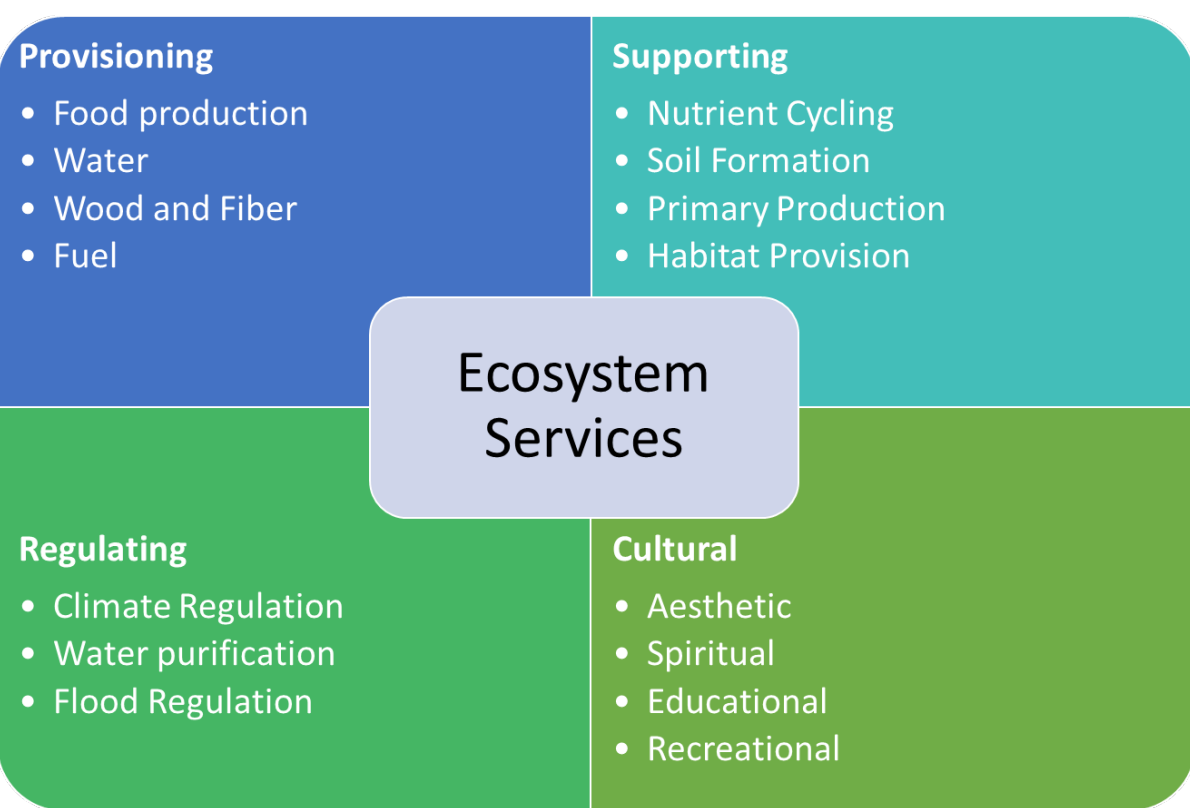 Provisioning
• Food production
• Water
• Wood and Fiber
• Fuel
Supporting
• Nutrient Cycling
• Soil Formation
• Primary Production
• Habitat Provision
Ecosystem
Services
Regulating
• Climate Regulation
• Water purification
• Flood Regulation
Cultural
• Aesthetic
• Spiritual
• Educational
• Recreational